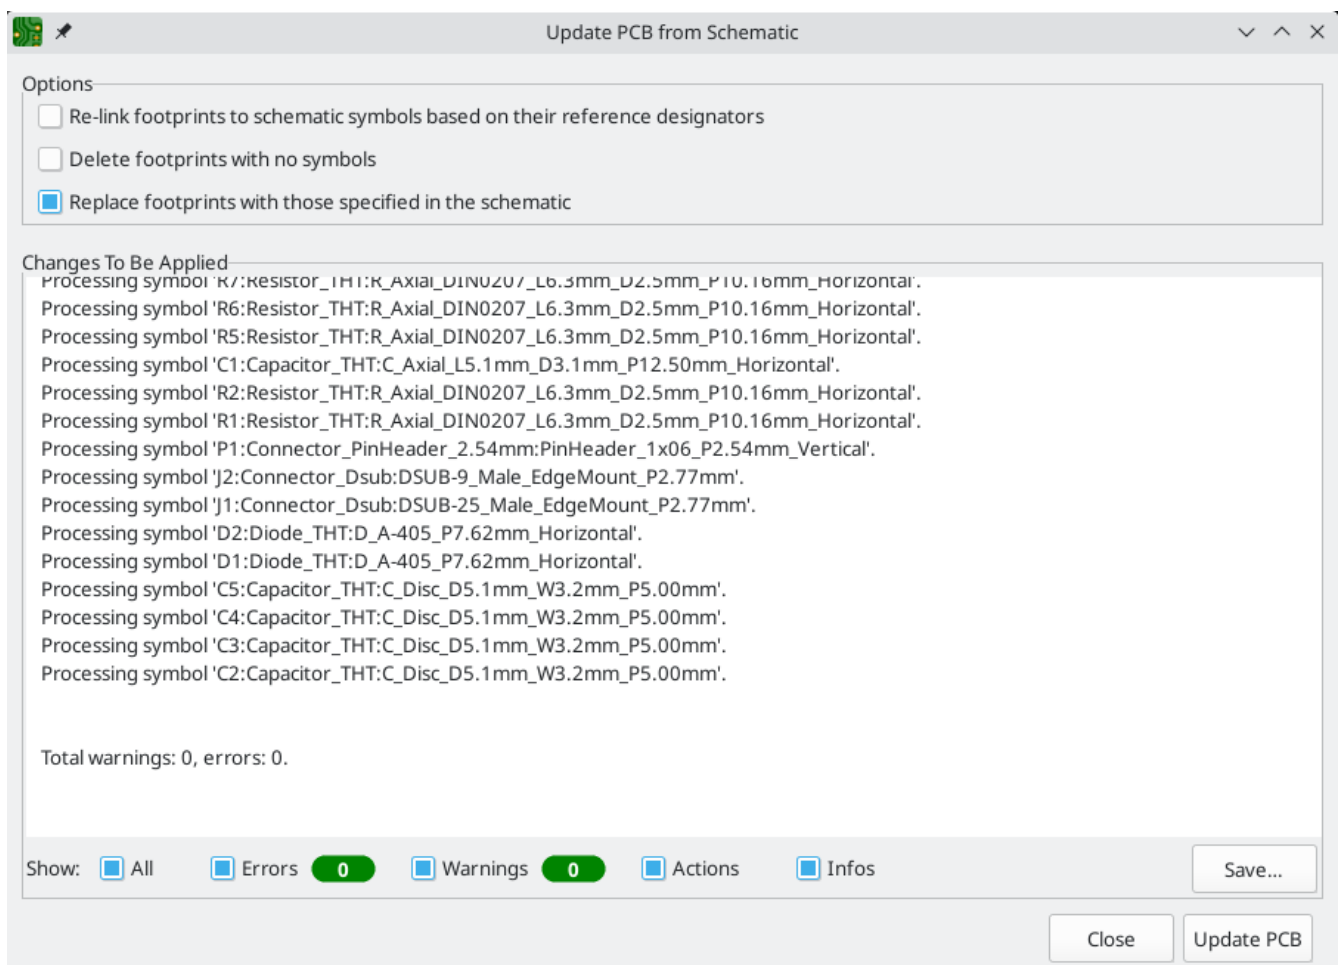 Update PCB from Schematic
Options
Re-link footprints to schematic symbols based on their reference designators
Delete footprints with no symbols
Replace footprints with those specified in the schematic
Changes To Be Applied
Processing symbol 'R7:Resistor_THT:R_Axial_DIN0207_L6.3mm_D2.5mm_P10.16mm_Horizontal'.
Processing symbol 'R6:Resistor_THT:R_Axial_DIN0207_L6.3mm_D2.5mm_P10.16mm_Horizontal'.
Processing symbol 'R5:Resistor_THT:R_Axial_DIN0207_L6.3mm_D2.5mm_P10.16mm_Horizontal'.
Processing symbol 'C1:Capacitor_THT:C_Axial_L5.1mm_D3.1mm_P12.50mm_Horizontal'.
Processing symbol 'R2:Resistor_THT:R_Axial_DIN0207_L6.3mm_D2.5mm_P10.16mm_Horizontal'.
Processing symbol 'R1:Resistor_THT:R_Axial_DIN0207_L6.3mm_D2.5mm_P10.16mm_Horizontal'.
Processing symbol 'P1:Connector_PinHeader_2.54mm:PinHeader_1x06_P2.54mm_Vertical'.
Processing symbol 'J2:Connector_Dsub:DSUB-9_Male_EdgeMount_P2.77mm'.
Processing symbol 'J1:Connector_Dsub:DSUB-25_Male_EdgeMount_P2.77mm'.
Processing symbol 'D2:Diode_THT:D_A-405_P7.62mm_Horizontal'.
Processing symbol 'D1:Diode_THT:D_A-405_P7.62mm_Horizontal'.
Processing symbol 'C5:Capacitor_THT:C_Disc_D5.1mm_W3.2mm_P5.00mm'.
Processing symbol 'C4:Capacitor_THT:C_Disc_D5.1mm_W3.2mm_P5.00mm'.
Processing symbol 'C3:Capacitor_THT:C_Disc_D5.1mm_W3.2mm_P5.00mm'.
Processing symbol 'C2:Capacitor_THT:C_Disc_D5.1mm_W3.2mm_P5.00mm'.
Total warnings: 0, errors: 0.
Show: All Errors 0 Warnings 0 Actions Infos Save...
Close Update PCB